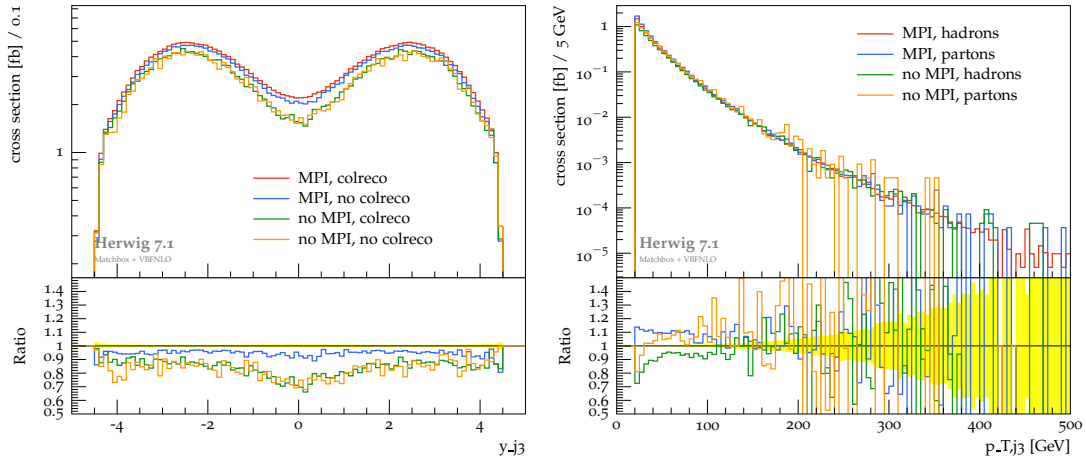 cross section [fb] / 0.1
1
MPI, colreco
MPI, no colreco
no MPI, colreco
no MPI, no colreco
Herwig 7.1
Matchbox + VBFNLO
Ratio
1.4
1.3
1.2
1.1
1
0.9
0.8
0.7
0.6
0.5
-4 -2 0 2 4
y_j3
cross section [fb] / 5 GeV
1
10⁻¹
10⁻²
10⁻³
10⁻⁴
10⁻⁵
MPI, hadrons
MPI, partons
no MPI, hadrons
no MPI, partons
Herwig 7.1
Matchbox + VBFNLO
Ratio
1.4
1.3
1.2
1.1
1
0.9
0.8
0.7
0.6
0.5
0 100 200 300 400 500
p_T,j3 [GeV]